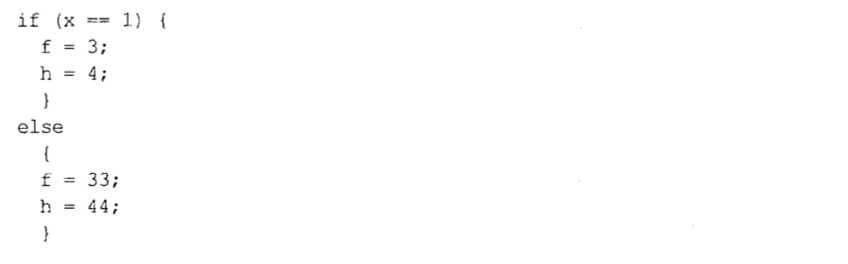 if (x == 1) {
  f = 3;
  h = 4;
  }
else
  {
  f = 33;
  h = 44;
  }